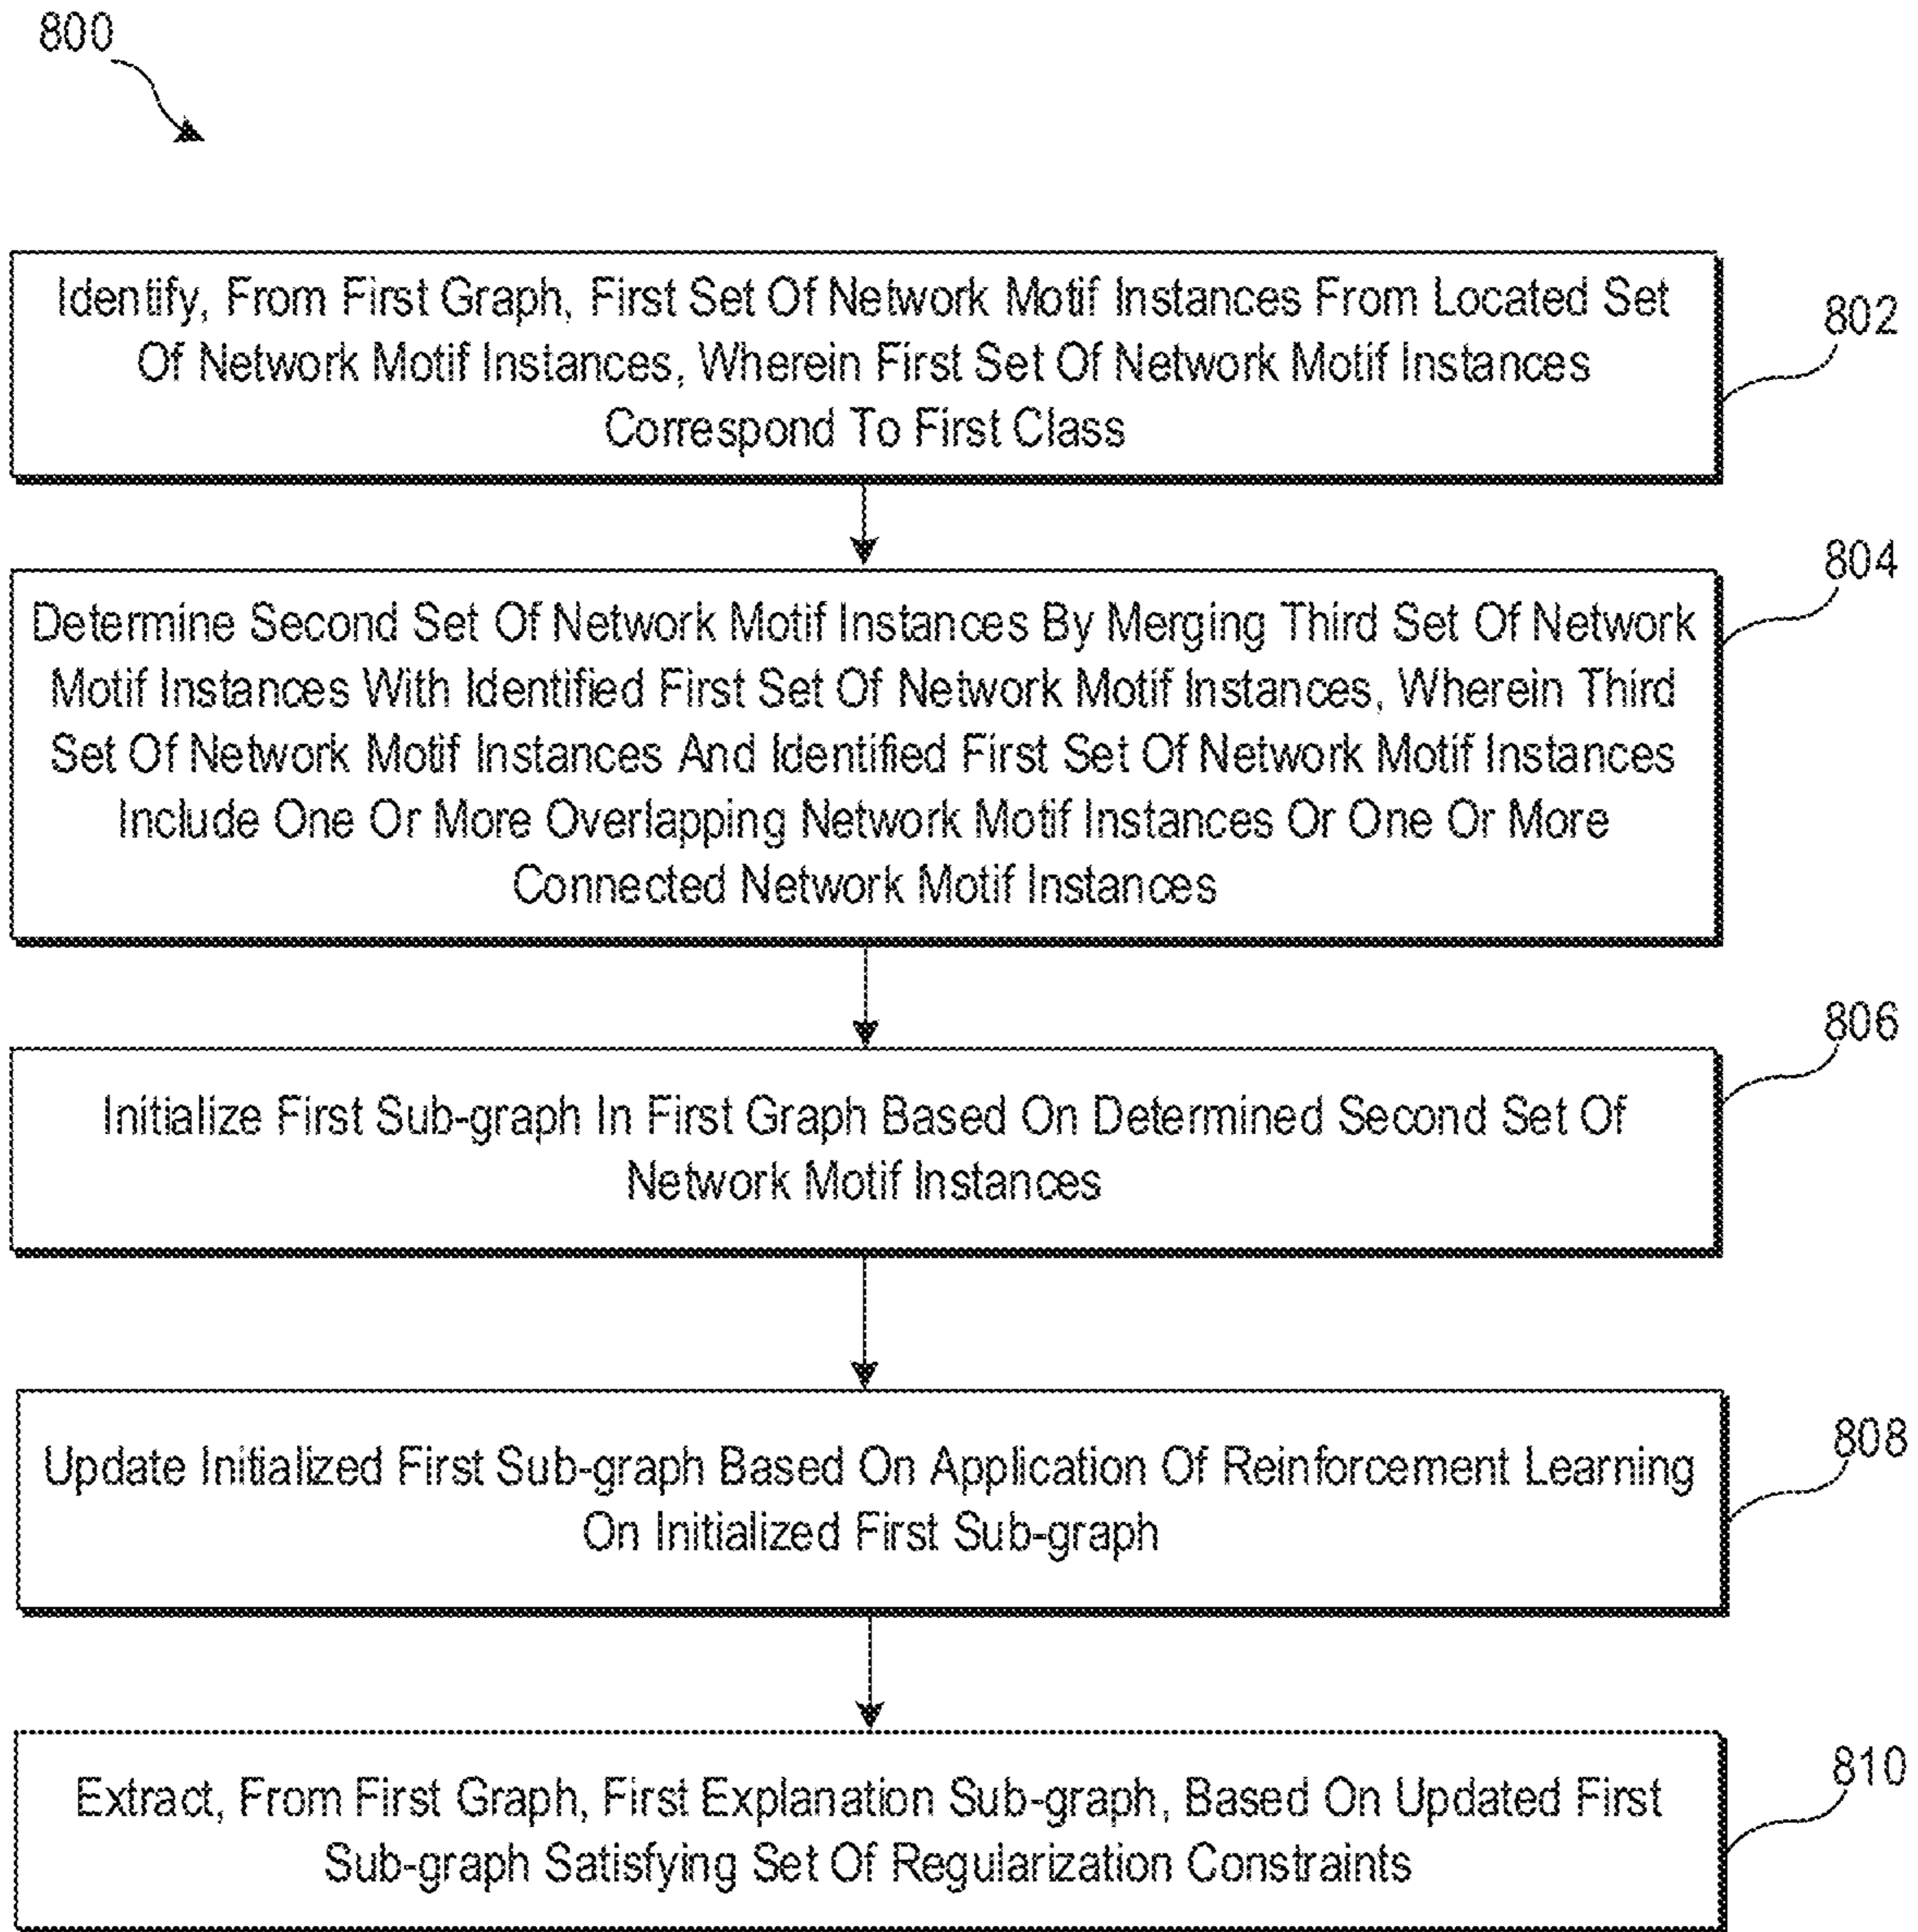 800
Identify, From First Graph, First Set Of Network Motif Instances From Located Set
Of Network Motif Instances, Wherein First Set Of Network Motif Instances
Correspond To First Class
802
Determine Second Set Of Network Motif Instances By Merging Third Set Of Network
Motif Instances With Identified First Set Of Network Motif Instances, Wherein Third
Set Of Network Motif Instances And Identified First Set Of Network Motif Instances
Include One Or More Overlapping Network Motif Instances Or One Or More
Connected Network Motif Instances
804
Initialize First Sub-graph In First Graph Based On Determined Second Set Of
Network Motif Instances
806
Update Initialized First Sub-graph Based On Application Of Reinforcement Learning
On Initialized First Sub-graph
808
Extract, From First Graph, First Explanation Sub-graph, Based On Updated First
Sub-graph Satisfying Set Of Regularization Constraints
810